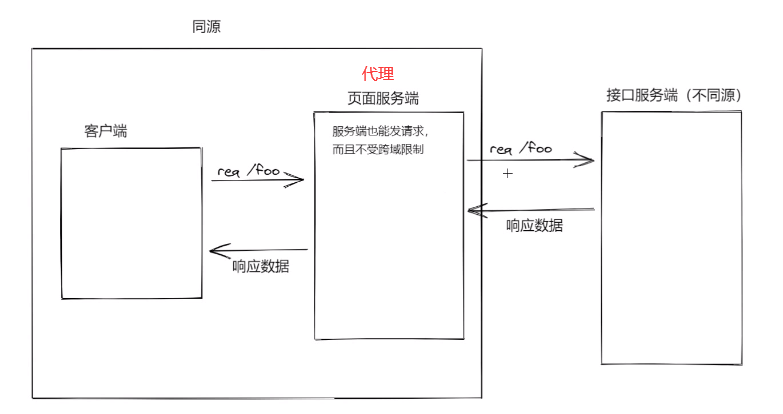 同源
代理
页面服务端
接口服务端（不同源）
客户端
服务端也能发请求，
而且不受跨域限制
req /foo
req /foo
响应数据
响应数据